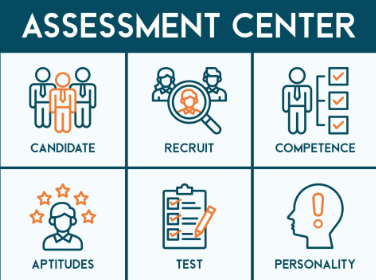 ASSESSMENT CENTER
CANDIDATE
RECRUIT
COMPETENCE
APTITUDES
TEST
PERSONALITY